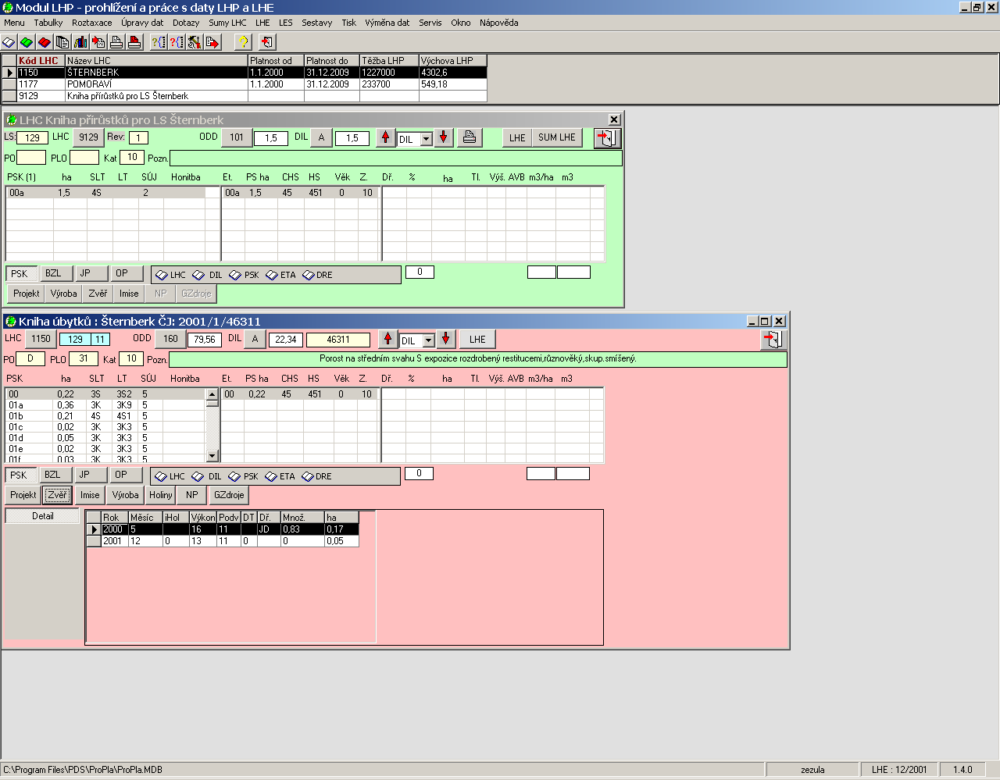 Modul LHP - prohlížení a práce s daty LHP a LHE
Menu Tabulky Roztaxace Úpravy dat Dotazy Sumy LHC LHE LES Sestavy Tisk Výměna dat Servis Okno Nápověda
Kód LHC Název LHC Platnost od Platnost do Těžba LHP Výchova LHP
1150 ŠTERNBERK 1.1.2000 31.12.2009 1227000 4302,6
1177 POMORAVÍ 1.1.2000 31.12.2009 233700 549,18
9129 Kniha přírůstků pro LS Šternberk
LHC Kniha přírůstků pro LS Šternberk
LS: 129 LHC 9129 Rev: 1 ODD 101 1,5 DIL A 1,5 DIL LHE SUM LHE
PO PLO Kat 10 Pozn.
PSK (1) ha SLT LT SÚJ Honitba Et. PS ha CHS HS Věk Z. Dř. % ha Tl. Výš. AVB m3/ha m3
00a 1,5 4S 2 00a 1,5 45 451 0 10
PSK BZL JP OP LHC DIL PSK ETA DRE 0
Projekt Výroba Zvěř Imise NP GZdroje
Kniha úbytků : Šternberk ČJ: 2001/1/46311
LHC 1150 129 11 ODD 160 79,56 DIL A 22,34 46311 DIL LHE
PO D PLO 31 Kat 10 Pozn. Porost na středním svahu S expozice rozdrobený restitucemi,různověký,skup.smíšený.
PSK ha SLT LT SÚJ Honitba Et. PS ha CHS HS Věk Z. Dř. % ha Tl. Výš. AVB m3/ha m3
00 0,22 3S 3S2 5 00 0,22 45 451 0 10
01a 0,36 3K 3K9 5
01b 0,21 4S 4S1 5
01c 0,02 3K 3K3 5
01d 0,05 3K 3K3 5
01e 0,02 3K 3K3 5
01f 0,03 3K 3K3 5
PSK BZL JP OP LHC DIL PSK ETA DRE 0
Projekt Zvěř Imise Výroba Holiny NP GZdroje
Detail
Rok Měsíc iHol Výkon Podv DT Dř. Množ. ha
2000 5 16 11 JD 0,83 0,17
2001 12 0 13 11 0 0 0,05
C:\Program Files\PDS\ProPla\ProPla.MDB zezula LHE : 12/2001 1.4.0